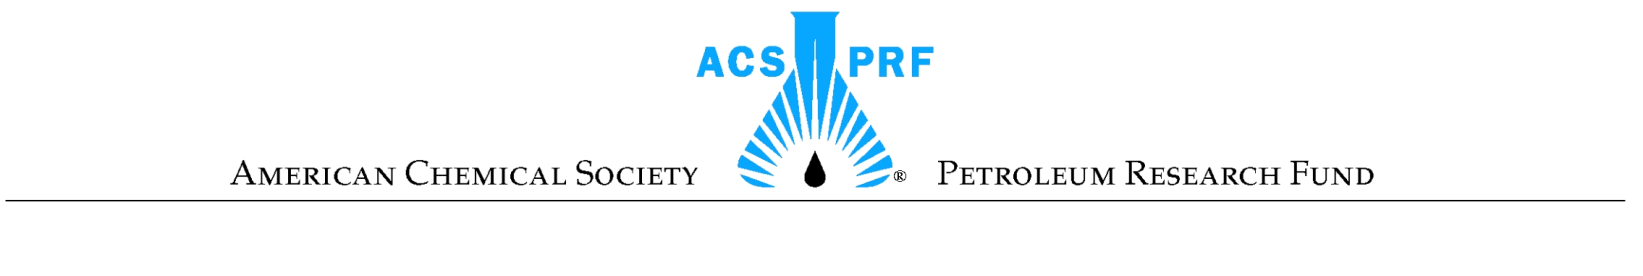 ACS PRF
AMERICAN CHEMICAL SOCIETY ® PETROLEUM RESEARCH FUND